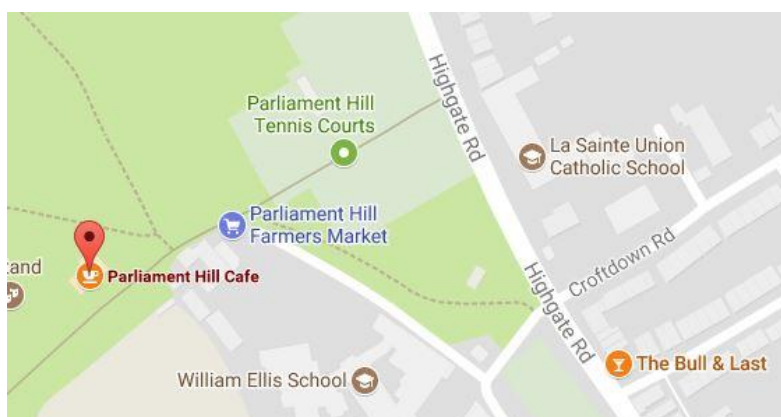 Highgate Rd
Parliament Hill
Tennis Courts
La Sainte Union
Catholic School
Parliament Hill
Farmers Market
tand
Parliament Hill Cafe
Croftdown Rd
Highgate Rd
The Bull & Last
William Ellis School